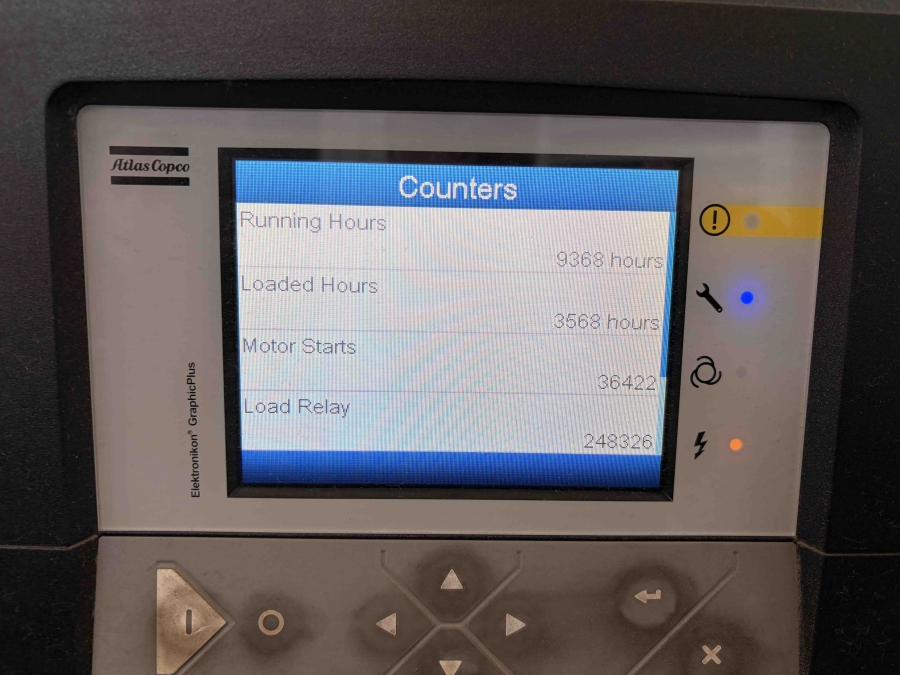 Atlas Copco
Counters
Running Hours
9368 hours
Loaded Hours
3568 hours
Motor Starts
36422
Load Relay
248326
Elektronikon® GraphicPlus